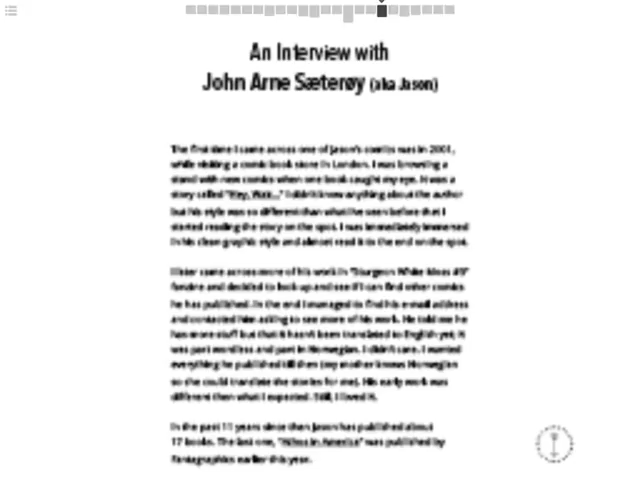 An Interview with
John Arne Sæterøy (aka Jason)
The first time I came across one of Jason's comics was in 2001,
while visiting a comic book store in London. I was browsing a
stand with new comics when one book caught my eye. It was a
story called "Hey, Wait..." I didn't know anything about the author
but his style was so different than what I've seen before that I
started reading the story on the spot. I was immediately immersed
in his clean graphic style and almost read it to the end on the spot.
I later came across more of his work in "Sturgeon White Moss #5"
fanzine and decided to look up and see if I can find other comics
he has published. In the end I managed to find his e-mail address
and contacted him asking to see more of his work. He told me he
has more stuff but that it hasn't been translated to English yet; it
was part wordless and part in Norwegian. I didn't care. I wanted
everything he published till then (my mother knows Norwegian
so she could translate the stories for me). His early work was
different then what I expected. Still, I loved it.
In the past 11 years since then Jason has published about
17 books. The last one, "Athos in America" was published by
Fantagraphics earlier this year.